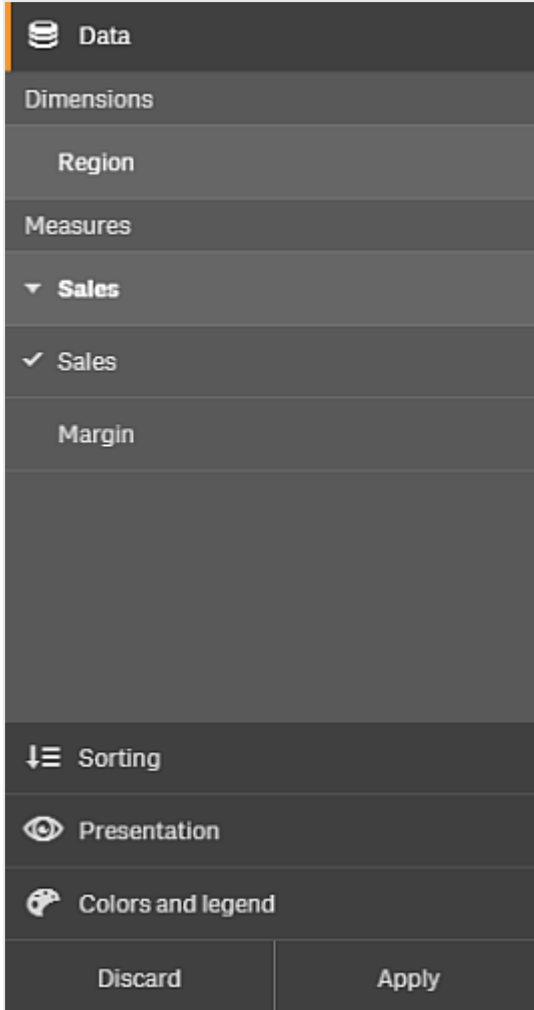 Data
Dimensions
Region
Measures
Sales
Sales
Margin
Sorting
Presentation
Colors and legend
Discard Apply